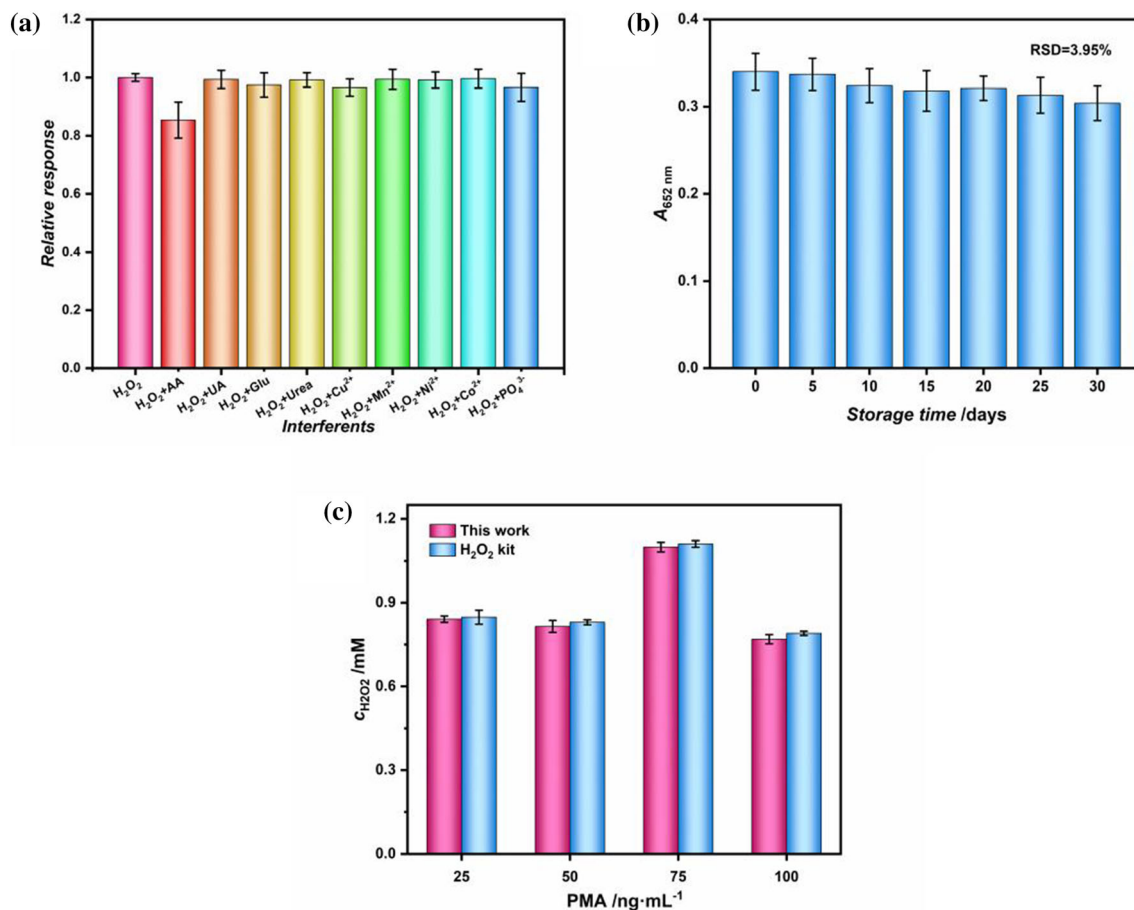 (a)
1.2
1.0
0.8
0.6
0.4
0.2
0.0
Relative response
H₂O₂
H₂O₂+AA
H₂O₂+UA
H₂O₂+Glu
H₂O₂+Urea
H₂O₂+Cu²⁺
H₂O₂+Mn²⁺
H₂O₂+Ni²⁺
H₂O₂+Co²⁺
H₂O₂+PO₄³⁻
Interferents
(b)
RSD=3.95%
0.4
0.3
0.2
0.1
0.0
A₆₅₂ ₙₘ
0 5 10 15 20 25 30
Storage time /days
(c)
This work
H₂O₂ kit
1.2
0.9
0.6
0.3
0.0
cH2O2 /mM
25 50 75 100
PMA /ng·mL⁻¹